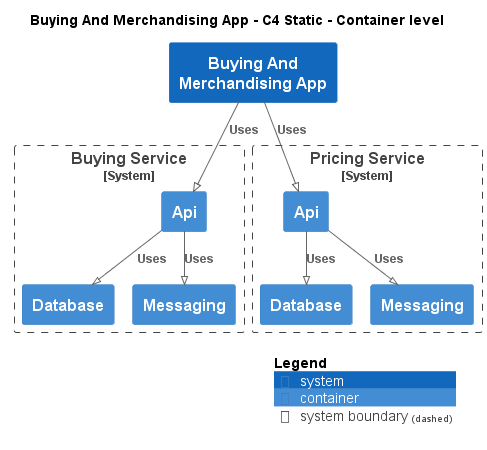 Buying And Merchandising App - C4 Static - Container level
Buying And
Merchandising App
Uses
Uses
Buying Service
[System]
Pricing Service
[System]
Api
Api
Uses
Uses
Uses
Uses
Database
Messaging
Database
Messaging
Legend
system
container
system boundary (dashed)